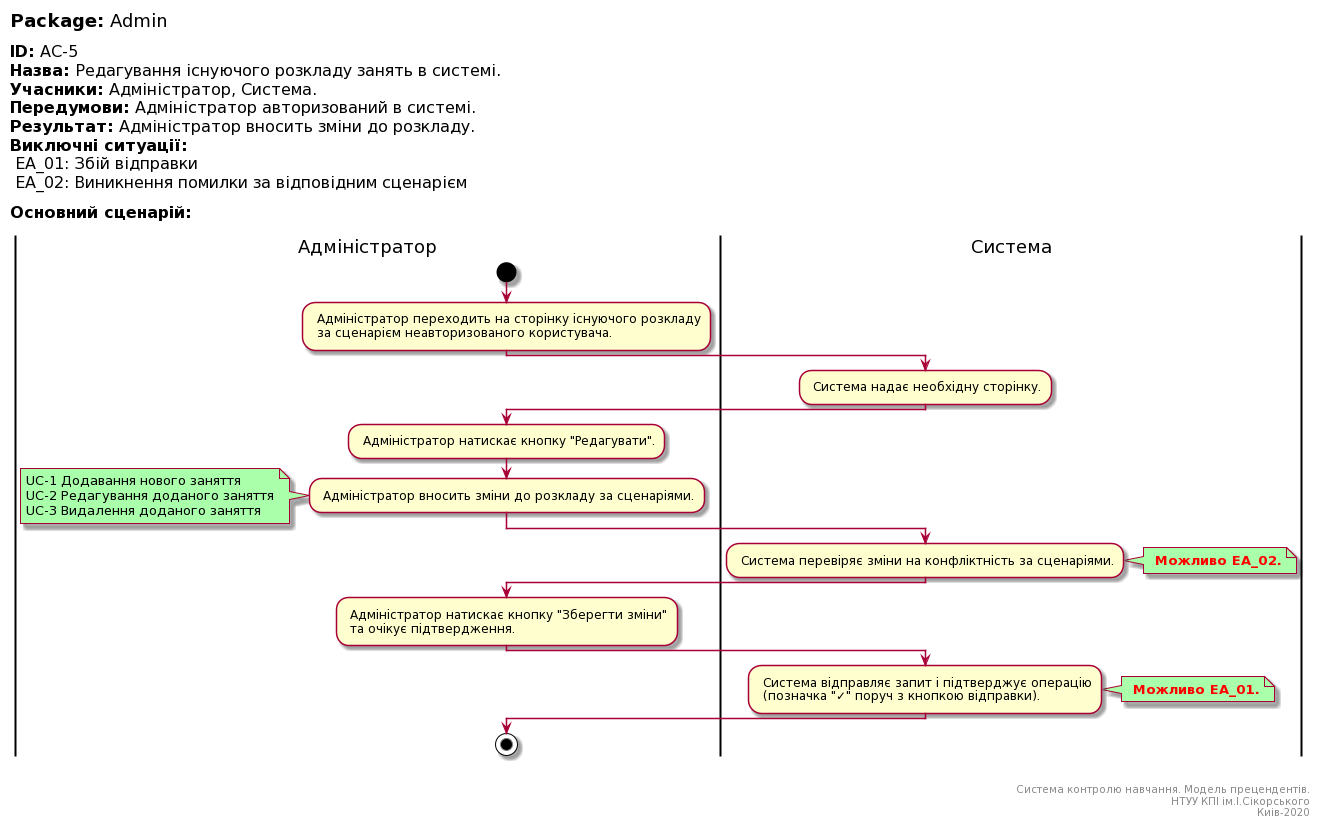 Package: Admin
ID: AC-5
Назва: Редагування існуючого розкладу занять в системі.
Учасники: Адміністратор, Система.
Передумови: Адміністратор авторизований в системі.
Результат: Адміністратор вносить зміни до розкладу.
Виключні ситуації:
EA_01: Збій відправки
EA_02: Виникнення помилки за відповідним сценарієм
Основний сценарій:
Адміністратор
Система
Адміністратор переходить на сторінку існуючого розкладу
за сценарієм неавторизованого користувача.
Система надає необхідну сторінку.
Адміністратор натискає кнопку "Редагувати".
UC-1 Додавання нового заняття
UC-2 Редагування доданого заняття
UC-3 Видалення доданого заняття
Адміністратор вносить зміни до розкладу за сценаріями.
Система перевіряє зміни на конфліктність за сценаріями.
Можливо EA_02.
Адміністратор натискає кнопку "Зберегти зміни"
та очікує підтвердження.
Система відправляє запит і підтверджує операцію
(позначка "✓" поруч з кнопкою відправки).
Можливо EA_01.
Система контролю навчання. Модель прецендентів.
НТУУ КПІ ім.І.Сікорського
Київ-2020